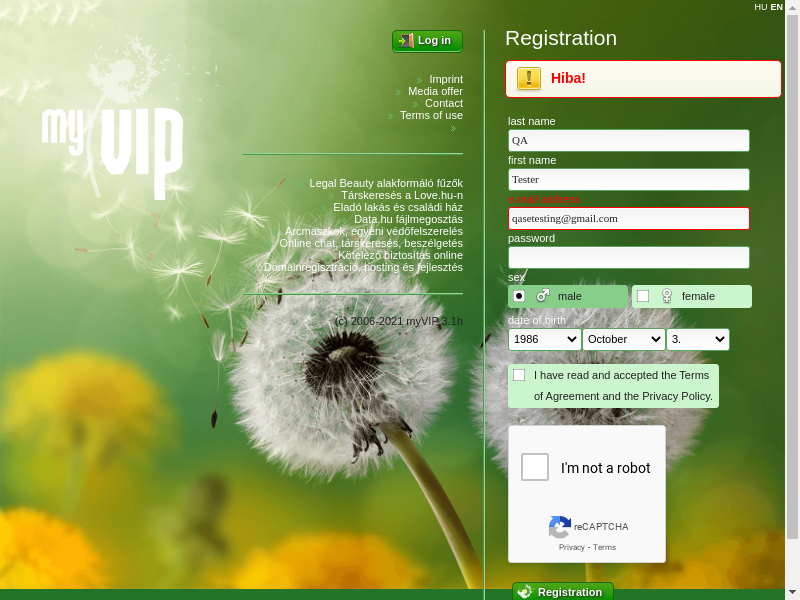 HU EN
my VIP
Log in
Imprint
Media offer
Contact
Terms of use
Legal Beauty alakformáló fűzők
Társkeresés a Love.hu-n
Eladó lakás és családi ház
Data.hu fájlmegosztás
Arcmaszkok, egyéni védőfelszerelés
Online chat, társkeresés, beszélgetés
Kötelező biztosítás online
Domainregisztráció, hosting és fejlesztés
(c) 2006-2021 myVIP 3.1h
Registration
Hiba!
last name
QA
first name
Tester
e-mail address
qasetesting@gmail.com
password
sex
male
female
date of birth
1986 October 3.
I have read and accepted the Terms
of Agreement and the Privacy Policy.
I'm not a robot
reCAPTCHA
Privacy - Terms
Registration